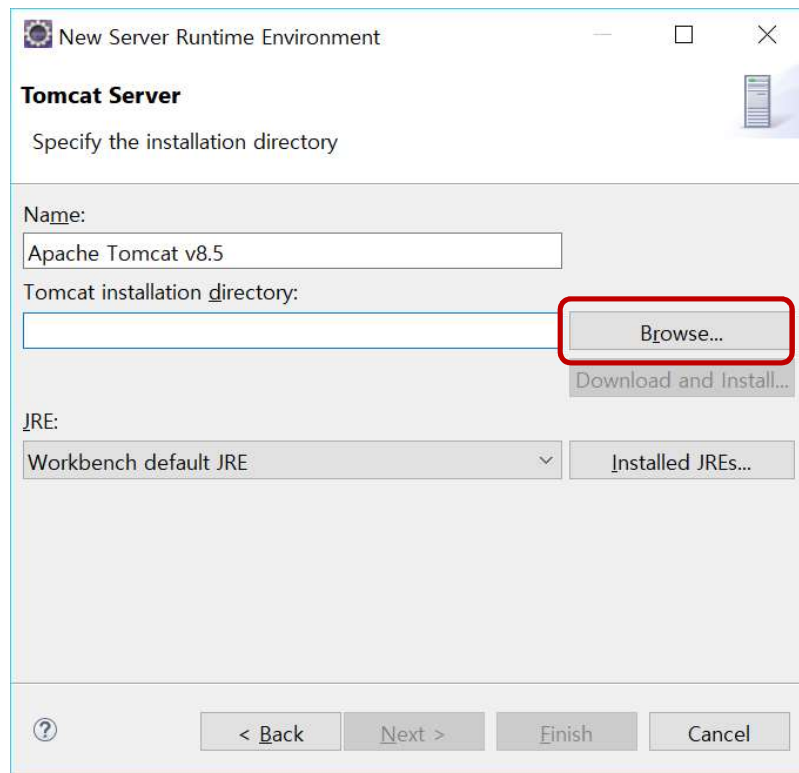 New Server Runtime Environment
Tomcat Server
Specify the installation directory
Name:
Apache Tomcat v8.5
Tomcat installation directory:
Browse...
Download and Install...
JRE:
Workbench default JRE
Installed JREs...
< Back Next > Finish Cancel